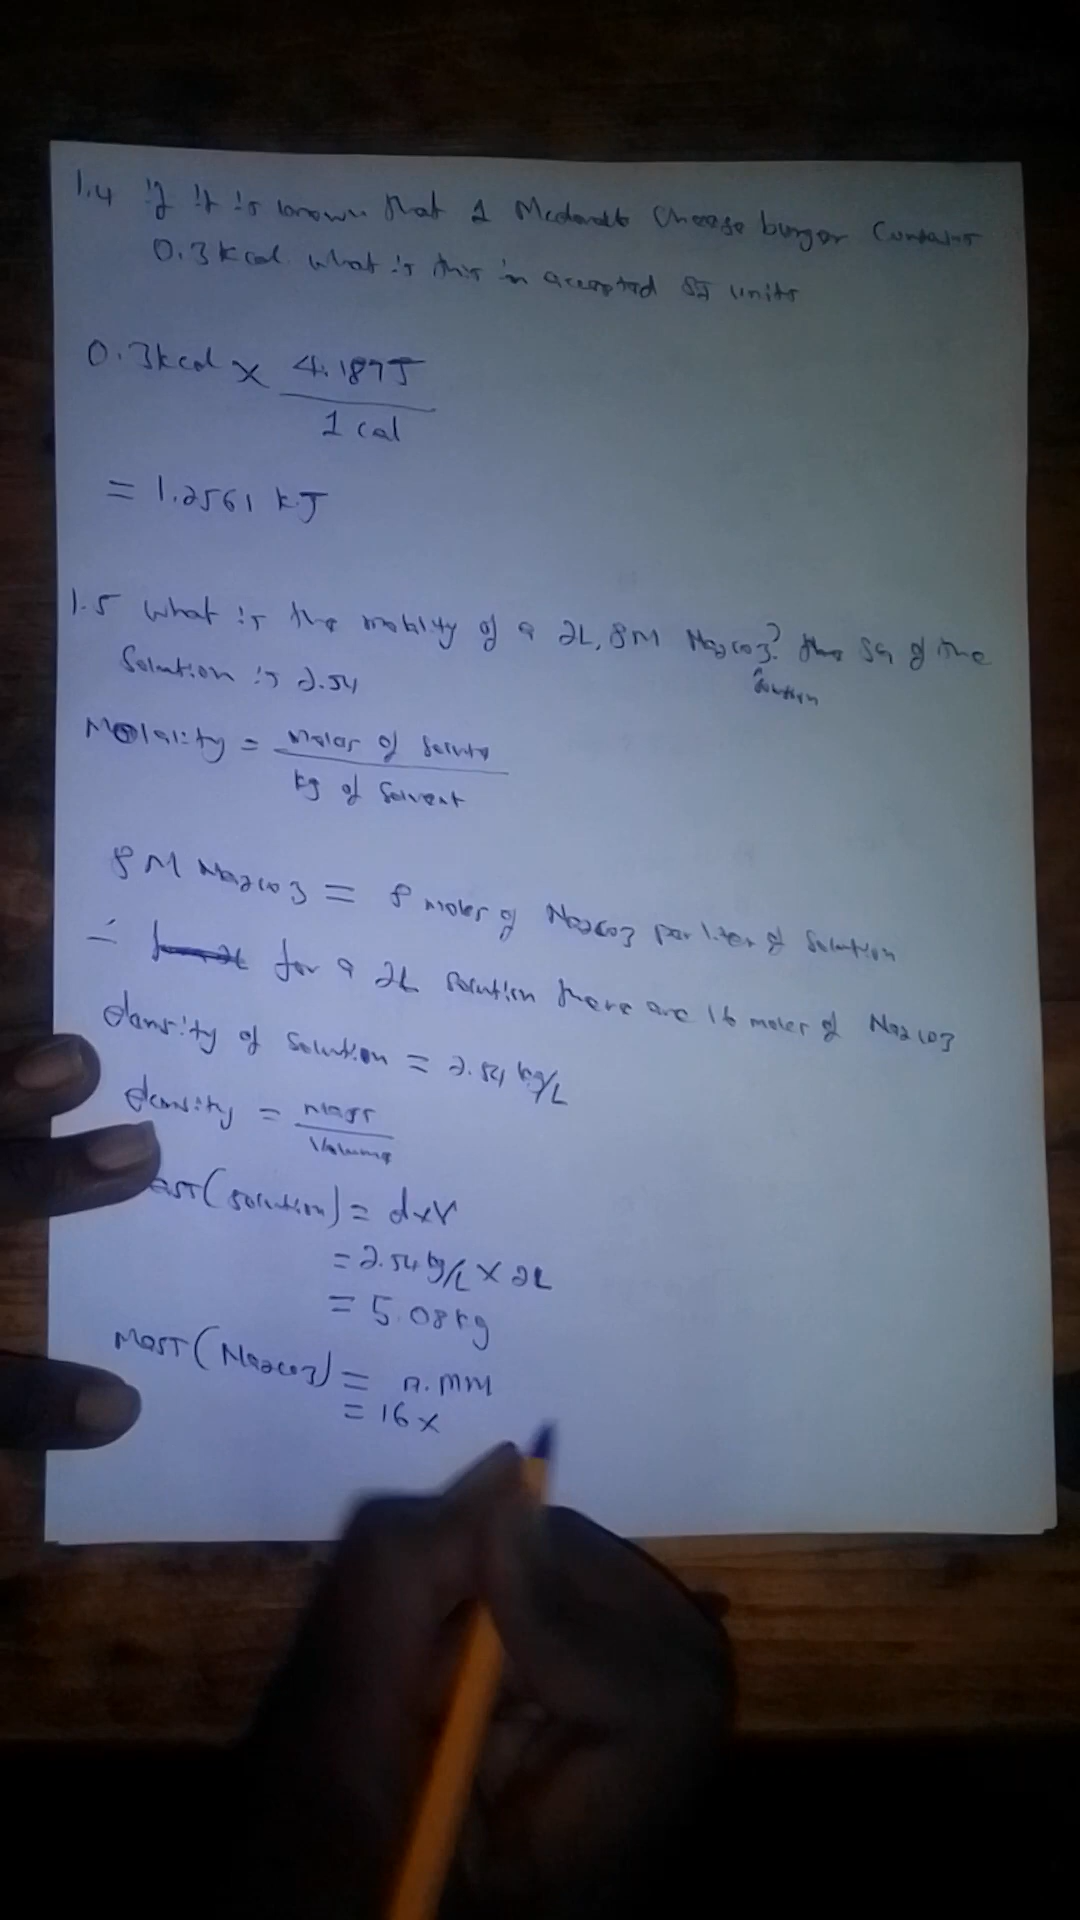 1.4 if it is known that 1 Mcdonalds Cheese burger contains
0.3kcal what is this in accepted SI units
0.3kcal x 4.187J
1 cal
= 1.2561 kJ
1.5 what is the molality of a 2L, 8M Na2CO3? the SG of the
solution
Solution is 2.54
Molality = moles of solute
kg of solvent
8M Na2CO3 = 8 moles of Na2CO3 per liter of solution
∴ for a 2L solution there are 16 moles of Na2CO3
density of solution = 2.54 kg/L
density = mass
volume
(solution) = dxV
= 2.54 kg/L x 2L
= 5.08kg
mass (Na2CO3) = n.mm
= 16 x